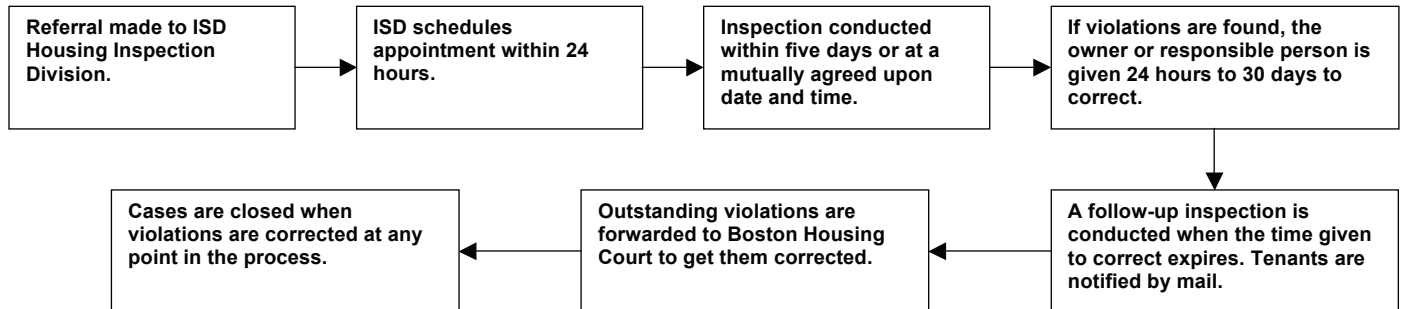 Referral made to ISD
Housing Inspection
Division.
ISD schedules
appointment within 24
hours.
Inspection conducted
within five days or at a
mutually agreed upon
date and time.
If violations are found, the
owner or responsible person is
given 24 hours to 30 days to
correct.
A follow-up inspection is
conducted when the time given
to correct expires. Tenants are
notified by mail.
Outstanding violations are
forwarded to Boston Housing
Court to get them corrected.
Cases are closed when
violations are corrected at any
point in the process.